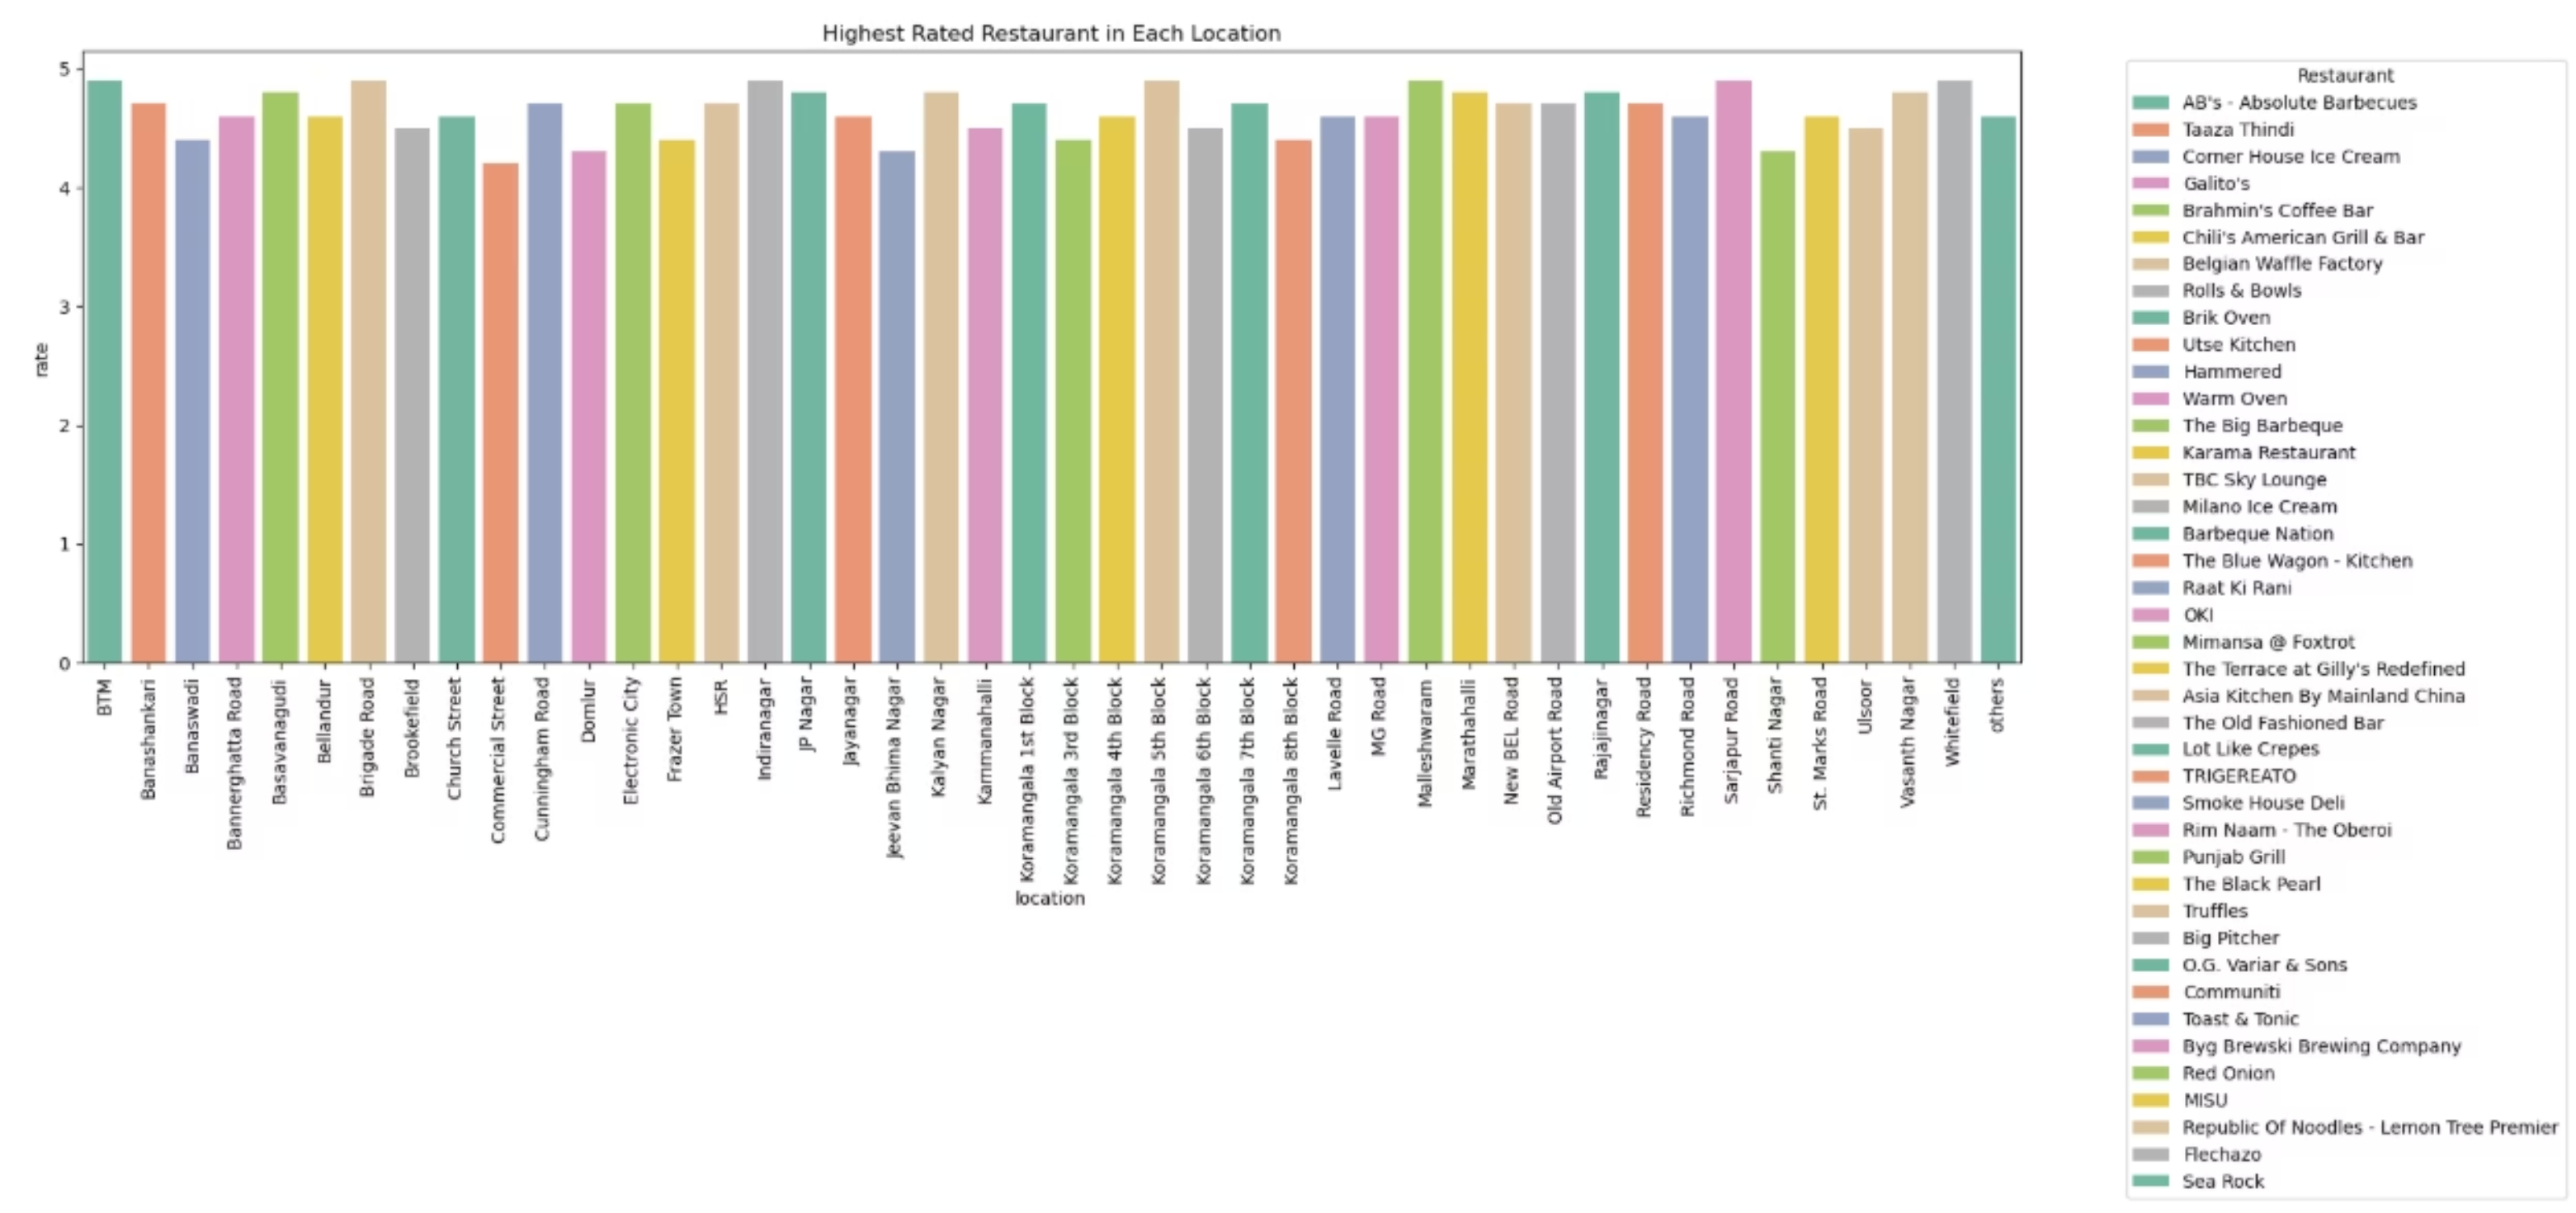 Highest Rated Restaurant in Each Location
rate
5
4
3
2
1
0
BTM
Banashankari
Banaswadi
Bannerghatta Road
Basavanagudi
Bellandur
Brigade Road
Brookefield
Church Street
Commercial Street
Cunningham Road
Domlur
Electronic City
Frazer Town
HSR
Indiranagar
JP Nagar
Jayanagar
Jeevan Bhima Nagar
Kalyan Nagar
Kammanahalli
Koramangala 1st Block
Koramangala 3rd Block
Koramangala 4th Block
Koramangala 5th Block
Koramangala 6th Block
Koramangala 7th Block
Koramangala 8th Block
Lavelle Road
MG Road
Malleshwaram
Marathahalli
New BEL Road
Old Airport Road
Rajajinagar
Residency Road
Richmond Road
Sarjapur Road
Shanti Nagar
St. Marks Road
Ulsoor
Vasanth Nagar
Whitefield
others
location
Restaurant
AB's - Absolute Barbecues
Taaza Thindi
Corner House Ice Cream
Galito's
Brahmin's Coffee Bar
Chili's American Grill & Bar
Belgian Waffle Factory
Rolls & Bowls
Brik Oven
Utse Kitchen
Hammered
Warm Oven
The Big Barbeque
Karama Restaurant
TBC Sky Lounge
Milano Ice Cream
Barbeque Nation
The Blue Wagon - Kitchen
Raat Ki Rani
OKI
Mimansa @ Foxtrot
The Terrace at Gilly's Redefined
Asia Kitchen By Mainland China
The Old Fashioned Bar
Lot Like Crepes
TRIGEREATO
Smoke House Deli
Rim Naam - The Oberoi
Punjab Grill
The Black Pearl
Truffles
Big Pitcher
O.G. Variar & Sons
Communiti
Toast & Tonic
Byg Brewski Brewing Company
Red Onion
MISU
Republic Of Noodles - Lemon Tree Premier
Flechazo
Sea Rock